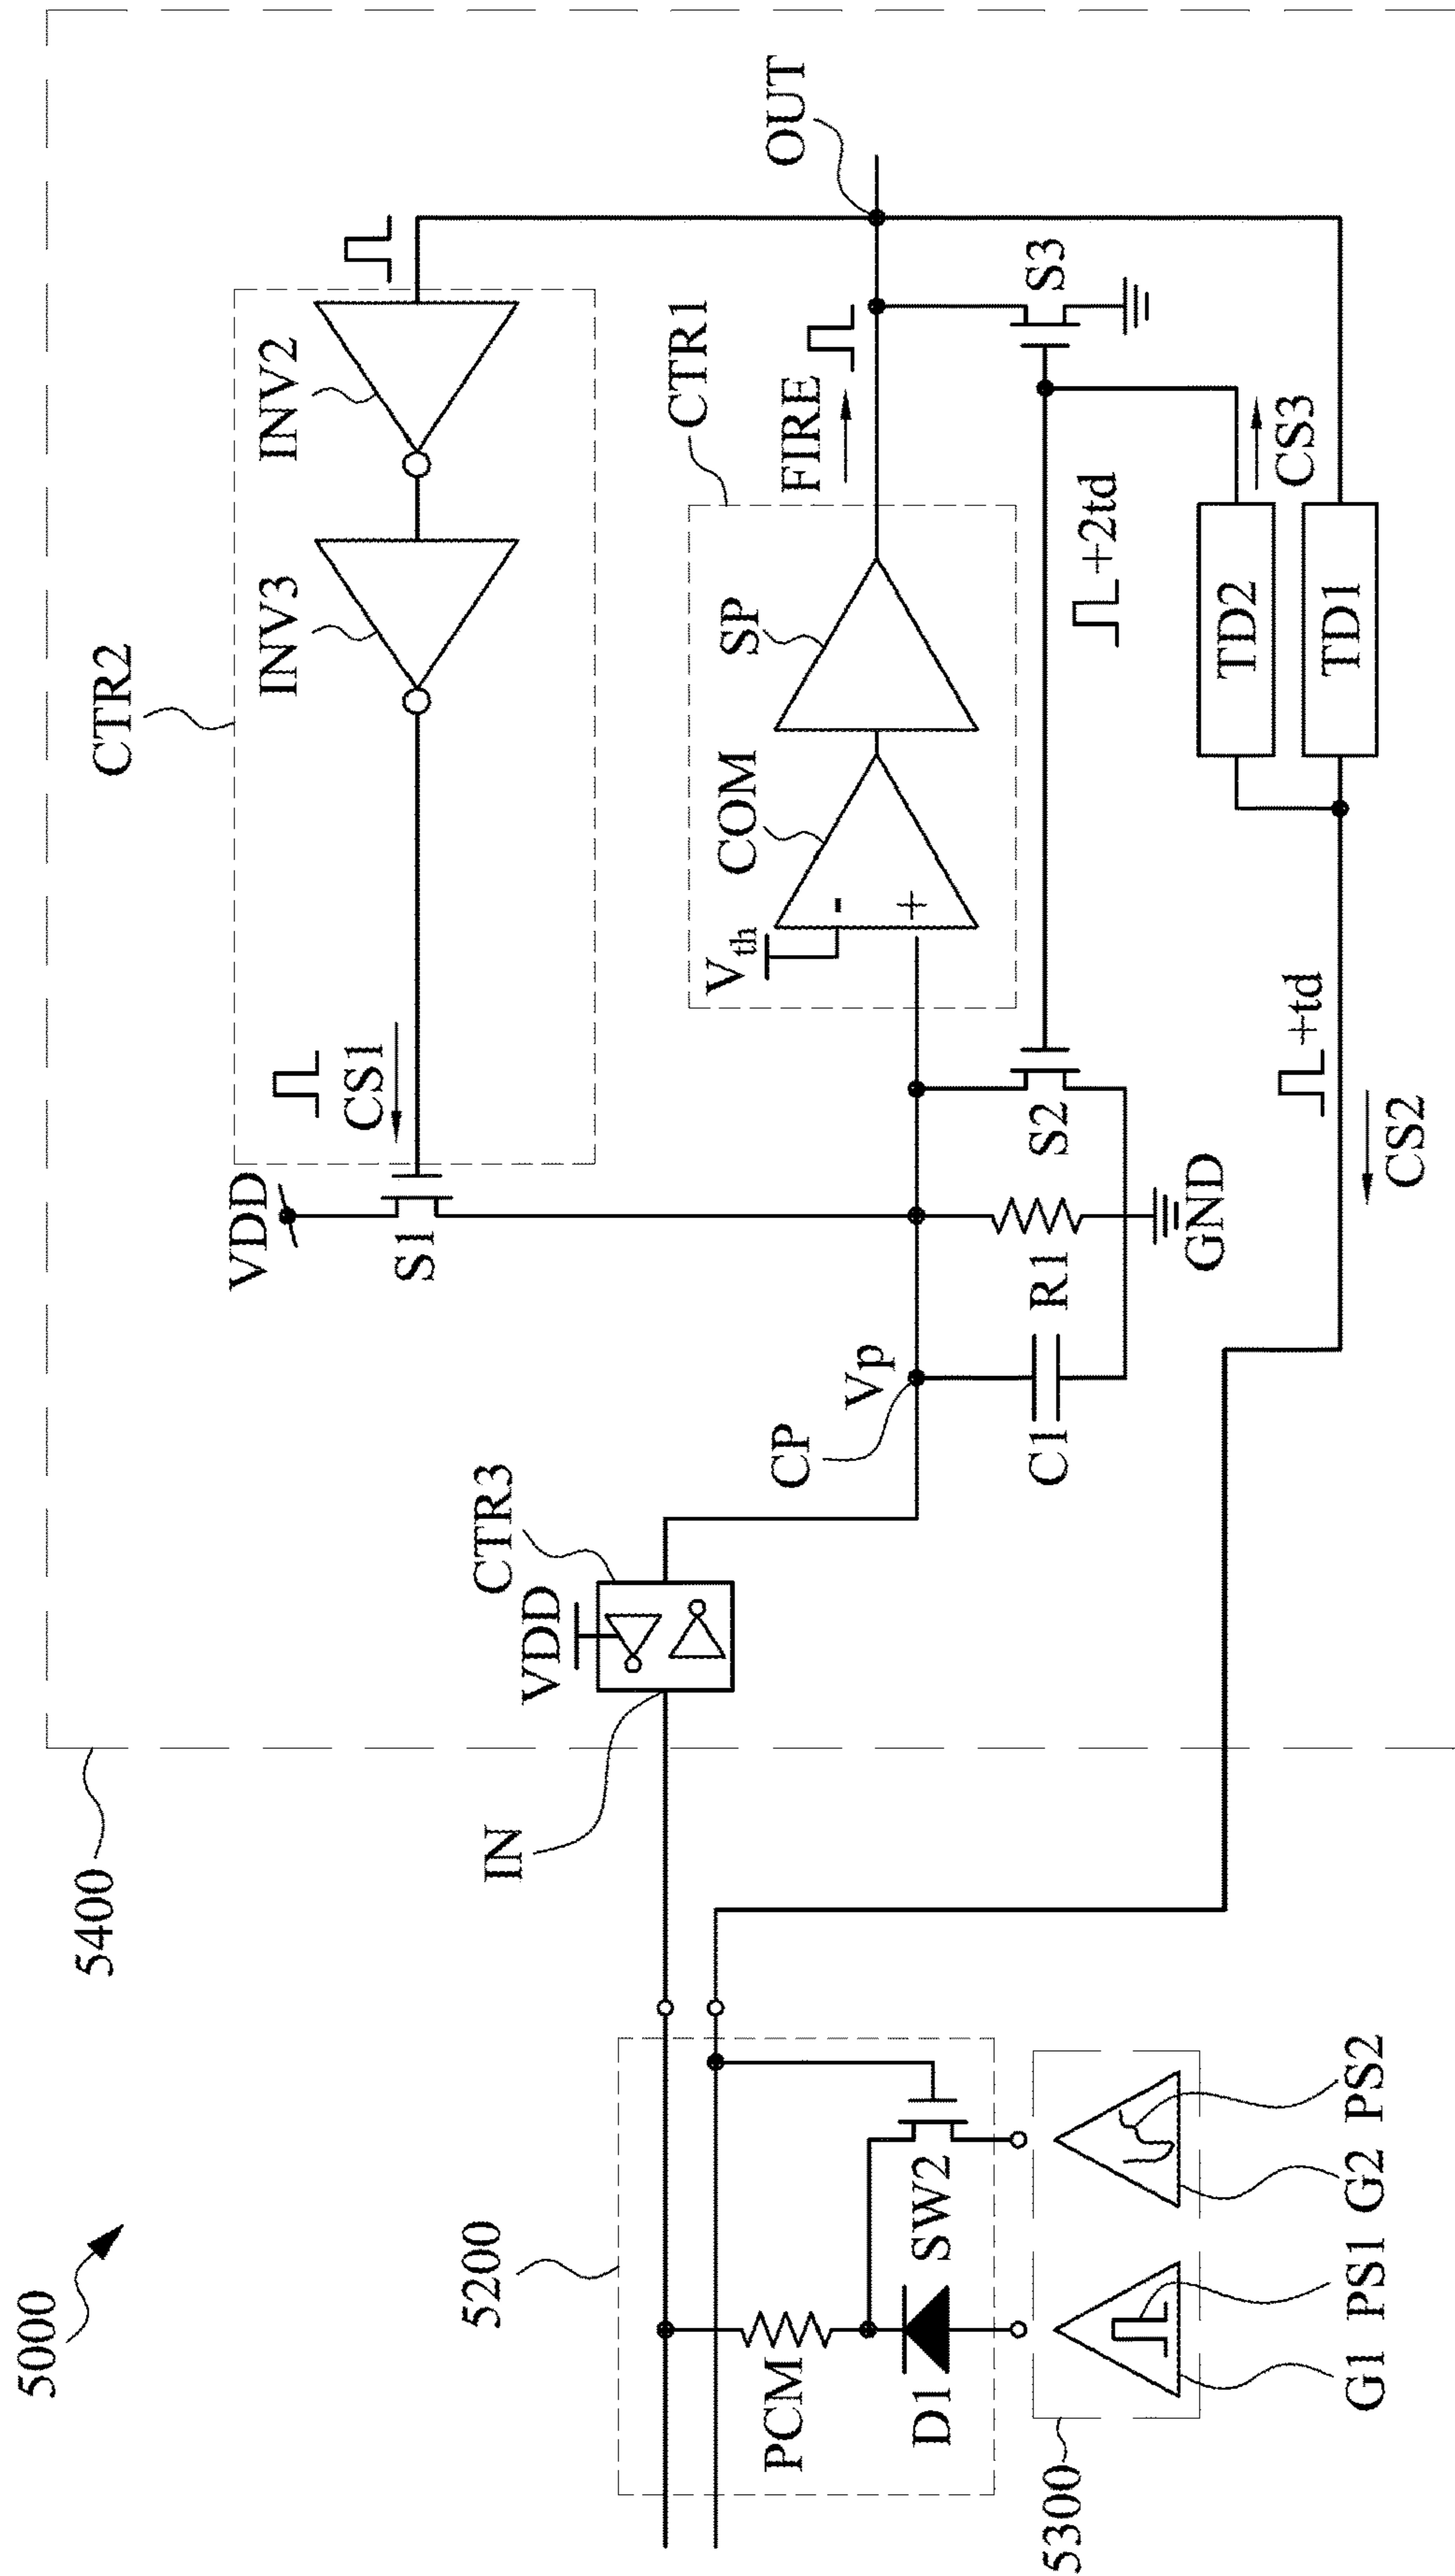 5000
5400
CTR2
INV3
INV2
VDD
CS1
S1
OUT
CTR1
FIRE
SP
COM
Vth
-
+
CTR3
VDD
IN
CP
Vp
C1
R1
GND
S2
S3
+2td
CS3
TD2
TD1
+td
CS2
5200
PCM
D1
SW2
5300
G1
PS1
G2
PS2